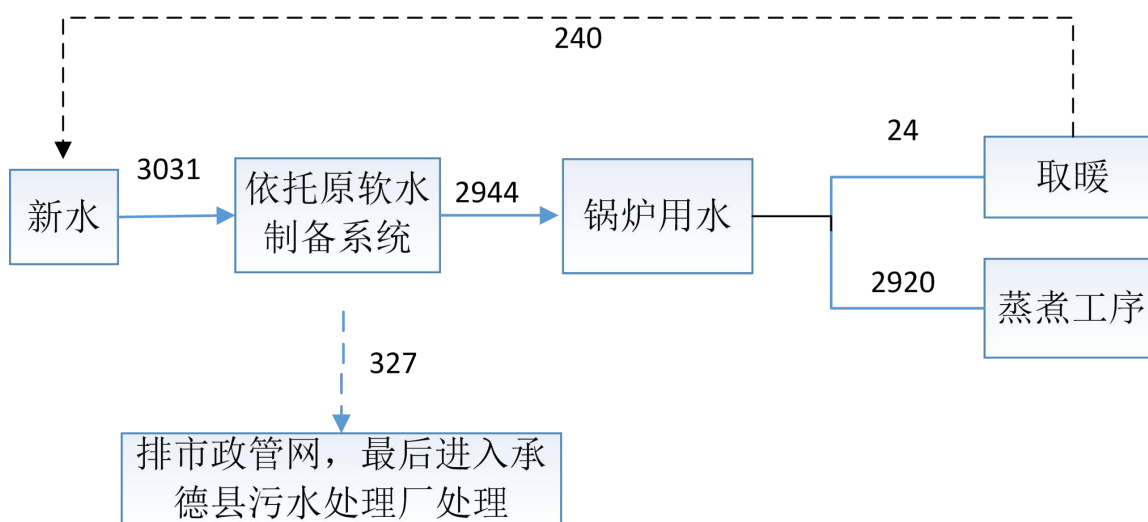 240
24
3031
新水
依托原软水
制备系统
2944
锅炉用水
取暖
2920
蒸煮工序
327
排市政管网，最后进入承
德县污水处理厂处理